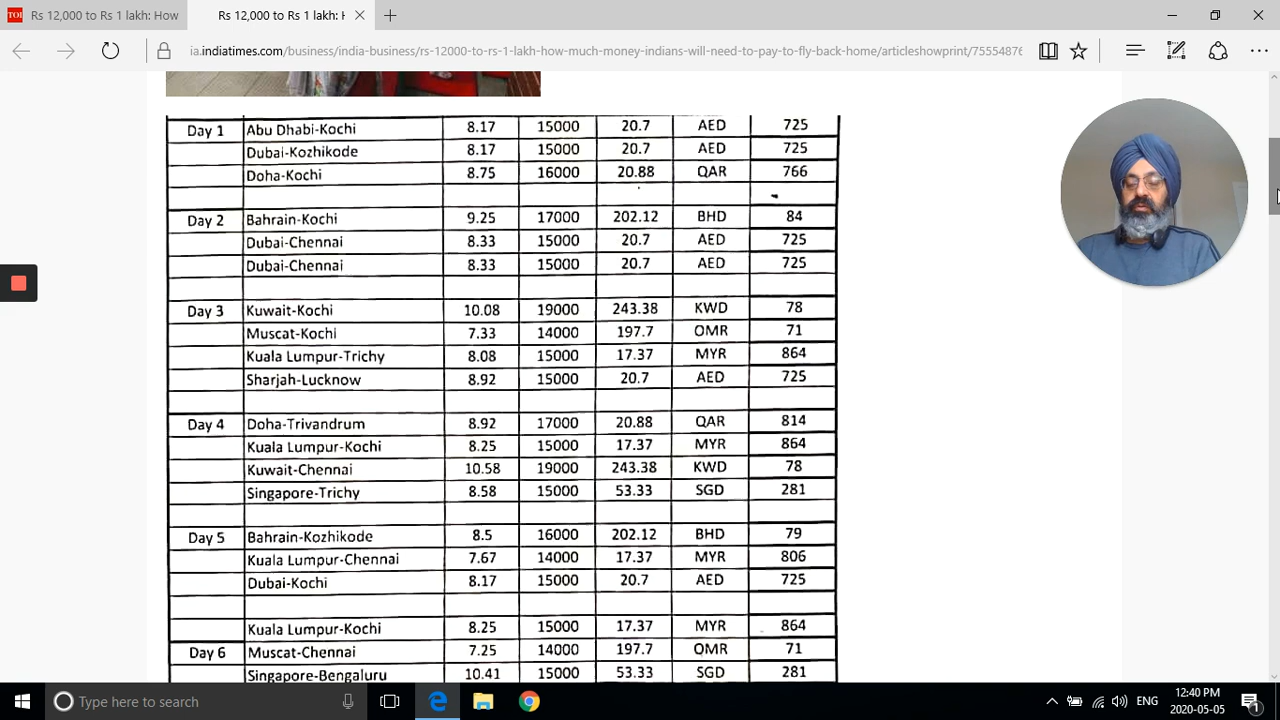 TOI Rs 12,000 to Rs 1 lakh: How Rs 12,000 to Rs 1 lakh: H
ia.indiatimes.com/business/india-business/rs-12000-to-rs-1-lakh-how-much-money-indians-will-need-to-pay-to-fly-back-home/articleshowprint/75554876
Day 1 Abu Dhabi-Kochi 8.17 15000 20.7 AED 725
Dubai-Kozhikode 8.17 15000 20.7 AED 725
Doha-Kochi 8.75 16000 20.88 QAR 766
Day 2 Bahrain-Kochi 9.25 17000 202.12 BHD 84
Dubai-Chennai 8.33 15000 20.7 AED 725
Dubai-Chennai 8.33 15000 20.7 AED 725
Day 3 Kuwait-Kochi 10.08 19000 243.38 KWD 78
Muscat-Kochi 7.33 14000 197.7 OMR 71
Kuala Lumpur-Trichy 8.08 15000 17.37 MYR 864
Sharjah-Lucknow 8.92 15000 20.7 AED 725
Day 4 Doha-Trivandrum 8.92 17000 20.88 QAR 814
Kuala Lumpur-Kochi 8.25 15000 17.37 MYR 864
Kuwait-Chennai 10.58 19000 243.38 KWD 78
Singapore-Trichy 8.58 15000 53.33 SGD 281
Day 5 Bahrain-Kozhikode 8.5 16000 202.12 BHD 79
Kuala Lumpur-Chennai 7.67 14000 17.37 MYR 806
Dubai-Kochi 8.17 15000 20.7 AED 725
Kuala Lumpur-Kochi 8.25 15000 17.37 MYR 864
Day 6 Muscat-Chennai 7.25 14000 197.7 OMR 71
Singapore-Bengaluru 10.41 15000 53.33 SGD 281
Type here to search ENG 12:40 PM
2020-05-05 1